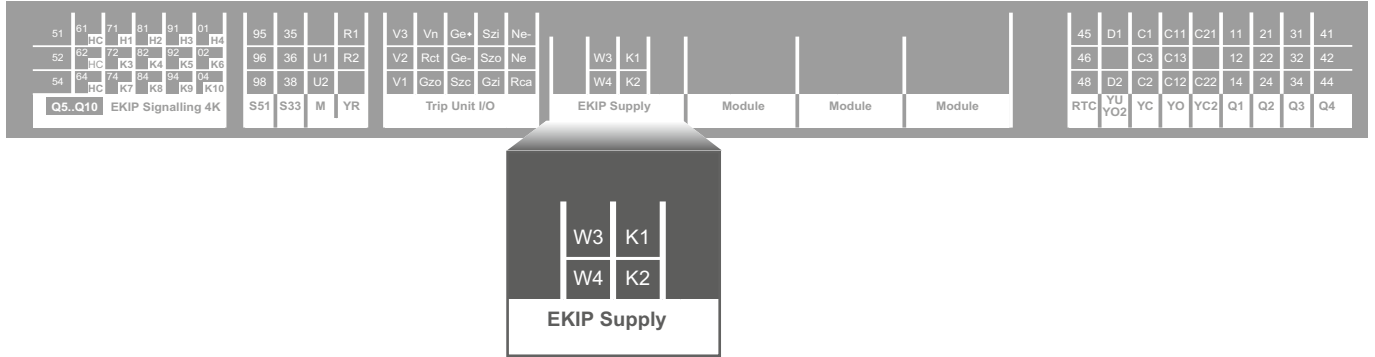 51 61 71 81 91 01
HC H1 H2 H3 H4
52 62 72 82 92 02
HC K3 K4 K5 K6
54 64 74 84 94 04
HC K7 K8 K9 K10
Q5..Q10 EKIP Signalling 4K
95 35 R1
96 36 U1 R2
98 38 U2
S51 S33 M YR
V3 Vn Ge+ Szi Ne-
V2 Rct Ge- Szo Ne
V1 Gzo Szc Gzi Rca
Trip Unit I/O
W3 K1
W4 K2
EKIP Supply
Module
Module
Module
45 D1 C1 C11 C21 11 21 31 41
46 C3 C13 12 22 32 42
48 D2 C2 C12 C22 14 24 34 44
RTC YU YO2 YC YO YC2 Q1 Q2 Q3 Q4
W3 K1
W4 K2
EKIP Supply